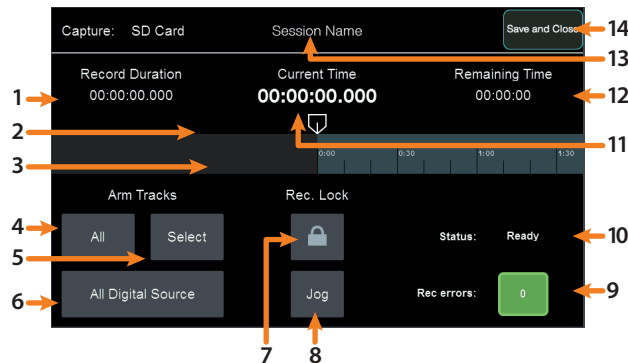 Capture: SD Card Session Name Save and Close 14
13
Record Duration Current Time Remaining Time
1 00:00:00.000 00:00:00.000 00:00:00 12
2 11
0:00 0:30 1:00 1:30
3
Arm Tracks Rec. Lock
4 All Select Status: Ready 10
5
6 All Digital Source Jog Rec errors: 0 9
7 8